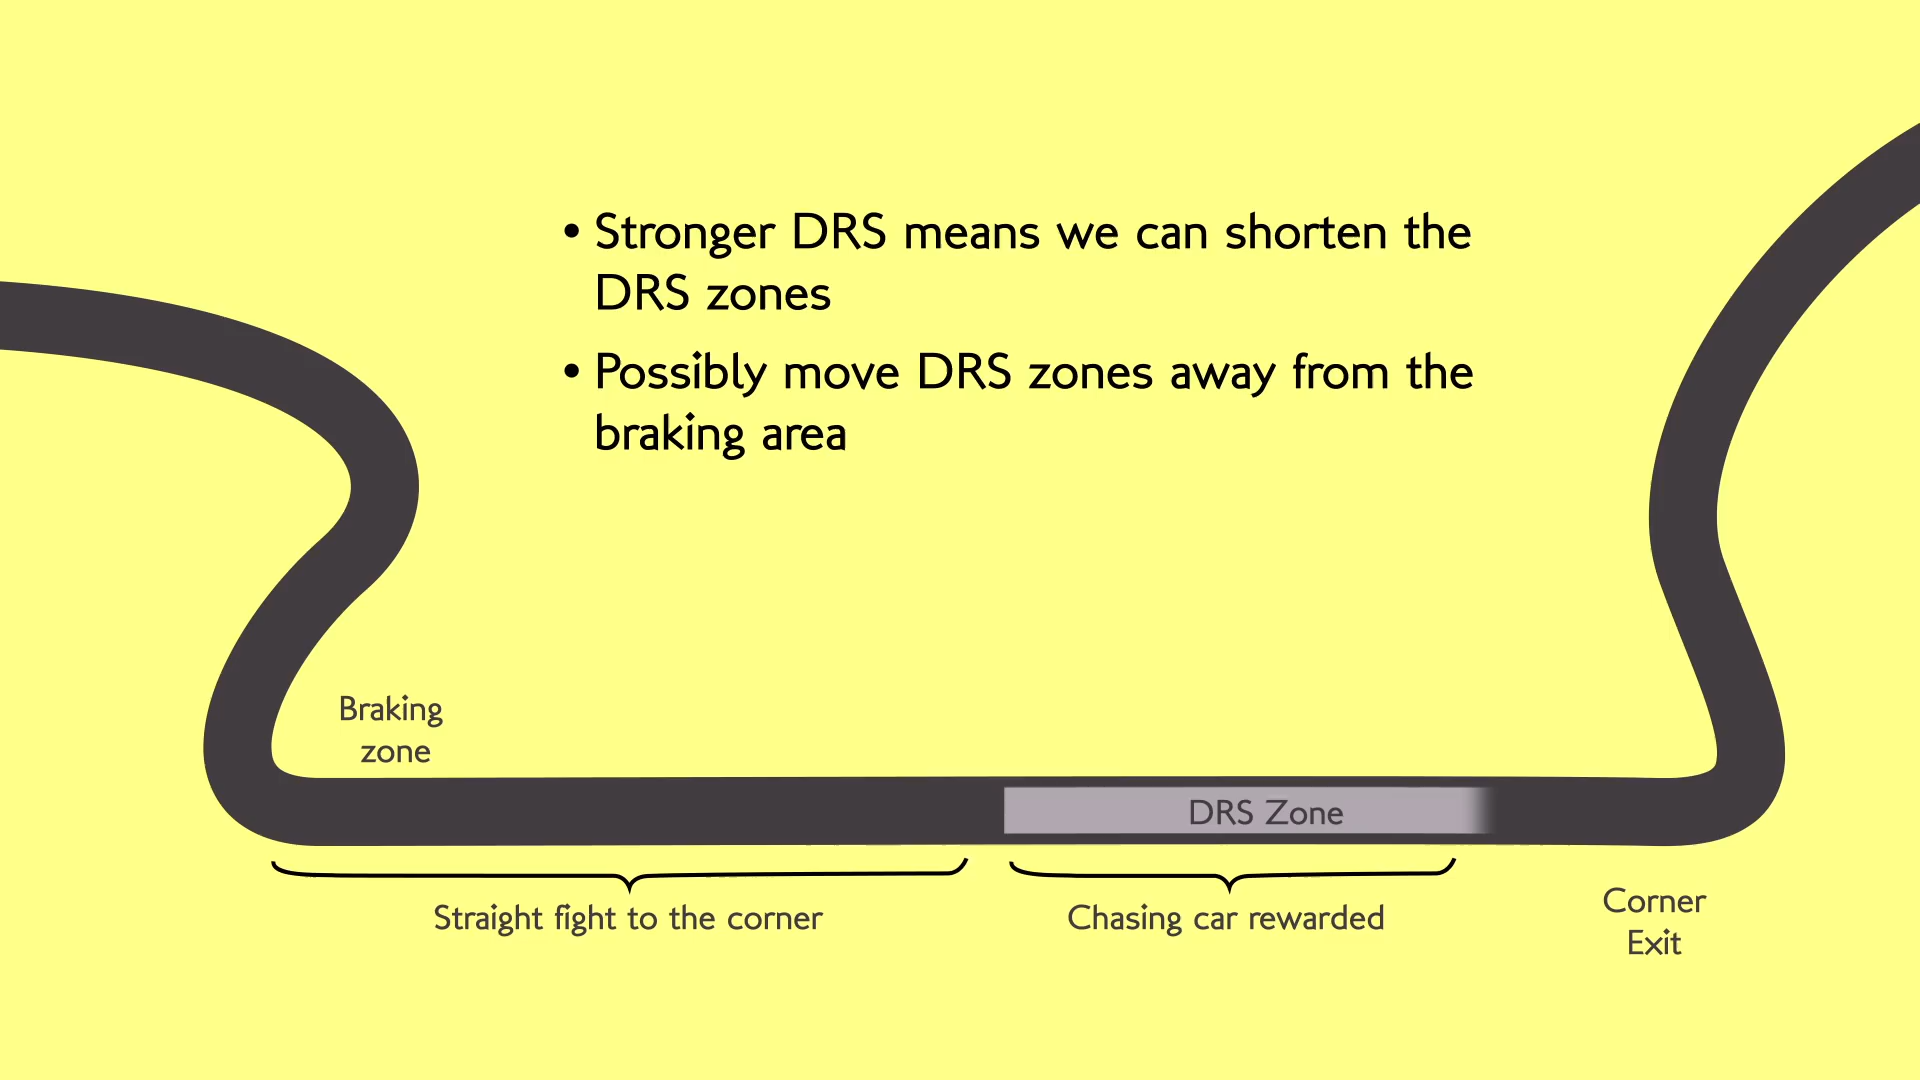 • Stronger DRS means we can shorten the
DRS zones
• Possibly move DRS zones away from the
braking area
Braking
zone
DRS Zone
Straight fight to the corner
Chasing car rewarded
Corner
Exit